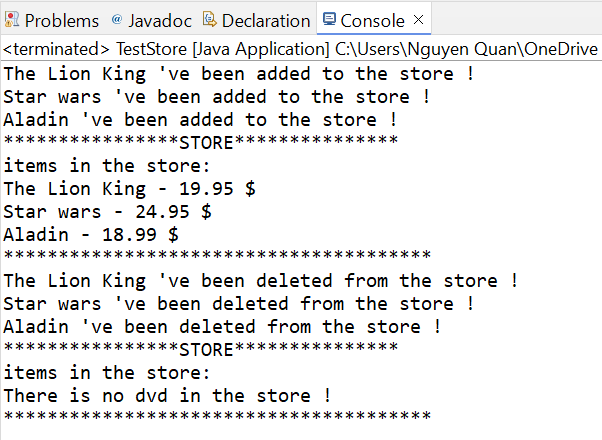 Problems @ Javadoc Declaration Console ×
<terminated> TestStore [Java Application] C:\Users\Nguyen Quan\OneDrive
The Lion King 've been added to the store !
Star wars 've been added to the store !
Aladin 've been added to the store !
****************STORE***************
items in the store:
The Lion King - 19.95 $
Star wars - 24.95 $
Aladin - 18.99 $
***************************************
The Lion King 've been deleted from the store !
Star wars 've been deleted from the store !
Aladin 've been deleted from the store !
****************STORE***************
items in the store:
There is no dvd in the store !
***************************************